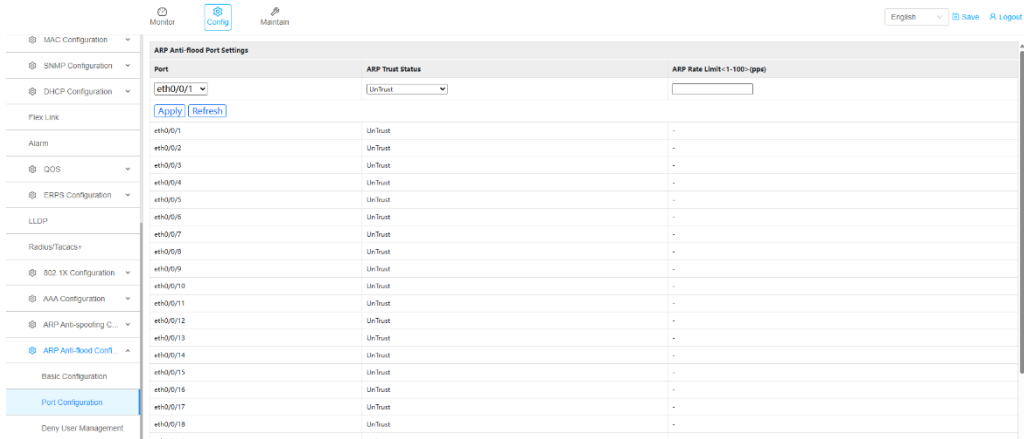 Monitor
Config
Maintain
English
Save
Logout
MAC Configuration
SNMP Configuration
DHCP Configuration
Flex Link
Alarm
QOS
ERPS Configuration
LLDP
Radius/Tacacs+
802.1X Configuration
AAA Configuration
ARP Anti-spoofing C...
ARP Anti-flood Confi...
Basic Configuration
Port Configuration
Deny User Management
ARP Anti-flood Port Settings
Port ARP Trust Status ARP Rate Limit<1-100>(pps)
eth0/0/1 UnTrust
Apply Refresh
eth0/0/1 UnTrust -
eth0/0/2 UnTrust -
eth0/0/3 UnTrust -
eth0/0/4 UnTrust -
eth0/0/5 UnTrust -
eth0/0/6 UnTrust -
eth0/0/7 UnTrust -
eth0/0/8 UnTrust -
eth0/0/9 UnTrust -
eth0/0/10 UnTrust -
eth0/0/11 UnTrust -
eth0/0/12 UnTrust -
eth0/0/13 UnTrust -
eth0/0/14 UnTrust -
eth0/0/15 UnTrust -
eth0/0/16 UnTrust -
eth0/0/17 UnTrust -
eth0/0/18 UnTrust -